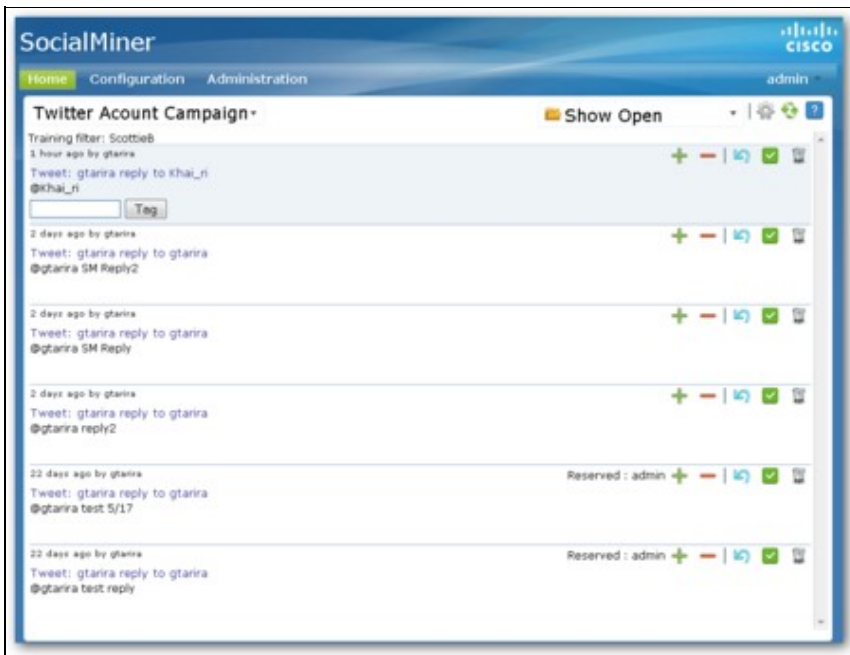 SocialMiner
CISCO
Home Configuration Administration admin
Twitter Acount Campaign Show Open ?
Training filter: ScottieB
1 hour ago by gtarira
Tweet: gtarira reply to Khai_ri
@Khai_ri
Tag
2 days ago by gtarira
Tweet: gtarira reply to gtarira
@gtarira SM Reply2
2 days ago by gtarira
Tweet: gtarira reply to gtarira
@gtarira SM Reply
2 days ago by gtarira
Tweet: gtarira reply to gtarira
@gtarira reply2
22 days ago by gtarira Reserved : admin
Tweet: gtarira reply to gtarira
@gtarira test 5/17
22 days ago by gtarira Reserved : admin
Tweet: gtarira reply to gtarira
@gtarira test reply